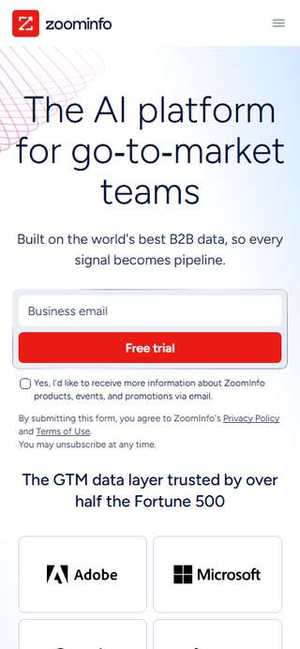 zoominfo
The AI platform
for go-to-market
teams
Built on the world's best B2B data, so every
signal becomes pipeline.
Business email
Free trial
Yes, I'd like to receive more information about ZoomInfo
products, events, and promotions via email.
By submitting this form, you agree to ZoomInfo's Privacy Policy
and Terms of Use.
You may unsubscribe at any time.
The GTM data layer trusted by over
half the Fortune 500
Adobe
Microsoft